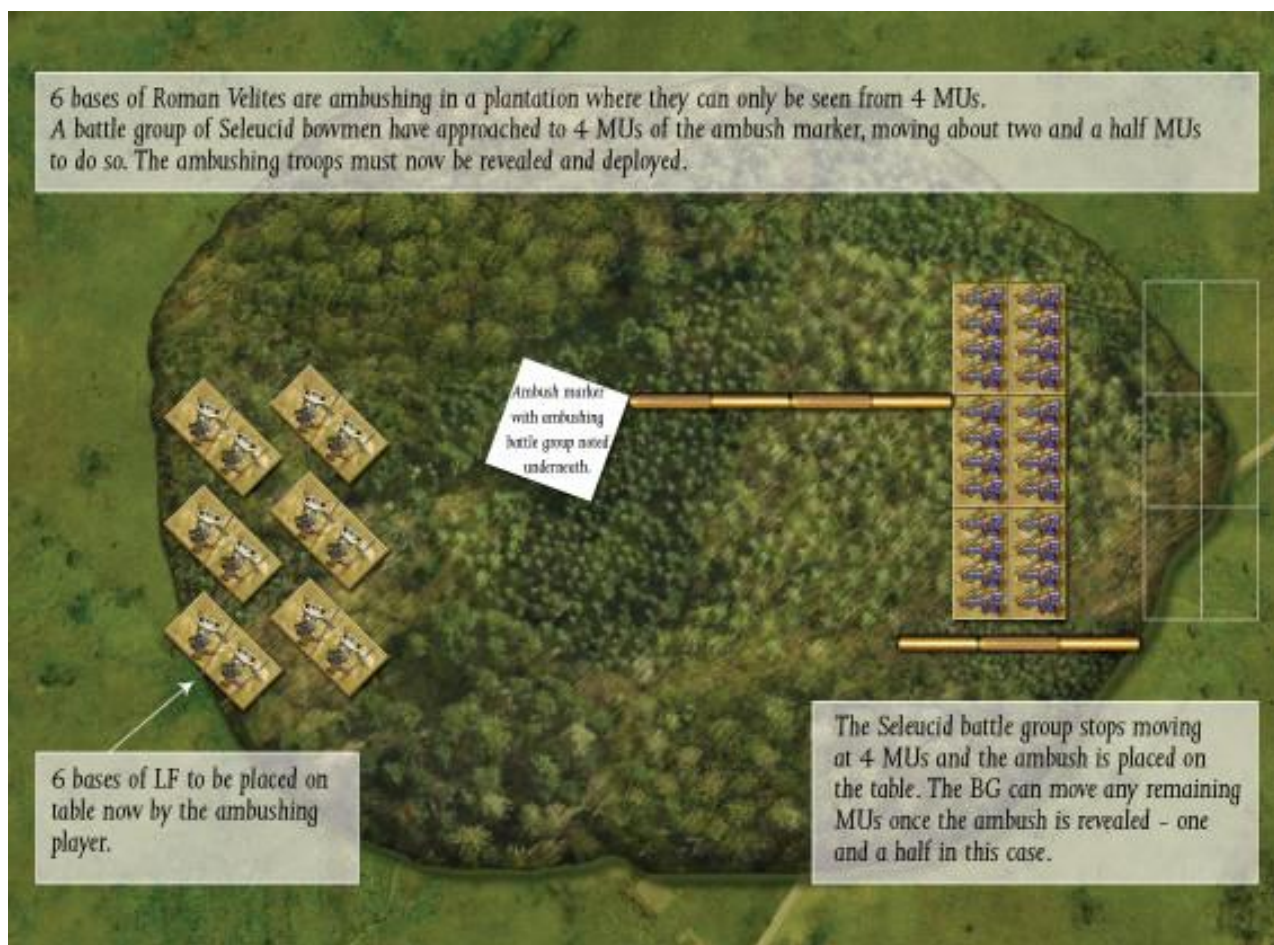 6 bases of Roman Velites are ambushing in a plantation where they can only be seen from 4 MUs.
A battle group of Seleucid bowmen have approached to 4 MUs of the ambush marker, moving about two and a half MUs
to do so. The ambushing troops must now be revealed and deployed.
Ambush marker
with ambushing
battle group noted
underneath.
6 bases of LF to be placed on
table now by the ambushing
player.
The Seleucid battle group stops moving
at 4 MUs and the ambush is placed on
the table. The BG can move any remaining
MUs once the ambush is revealed – one
and a half in this case.